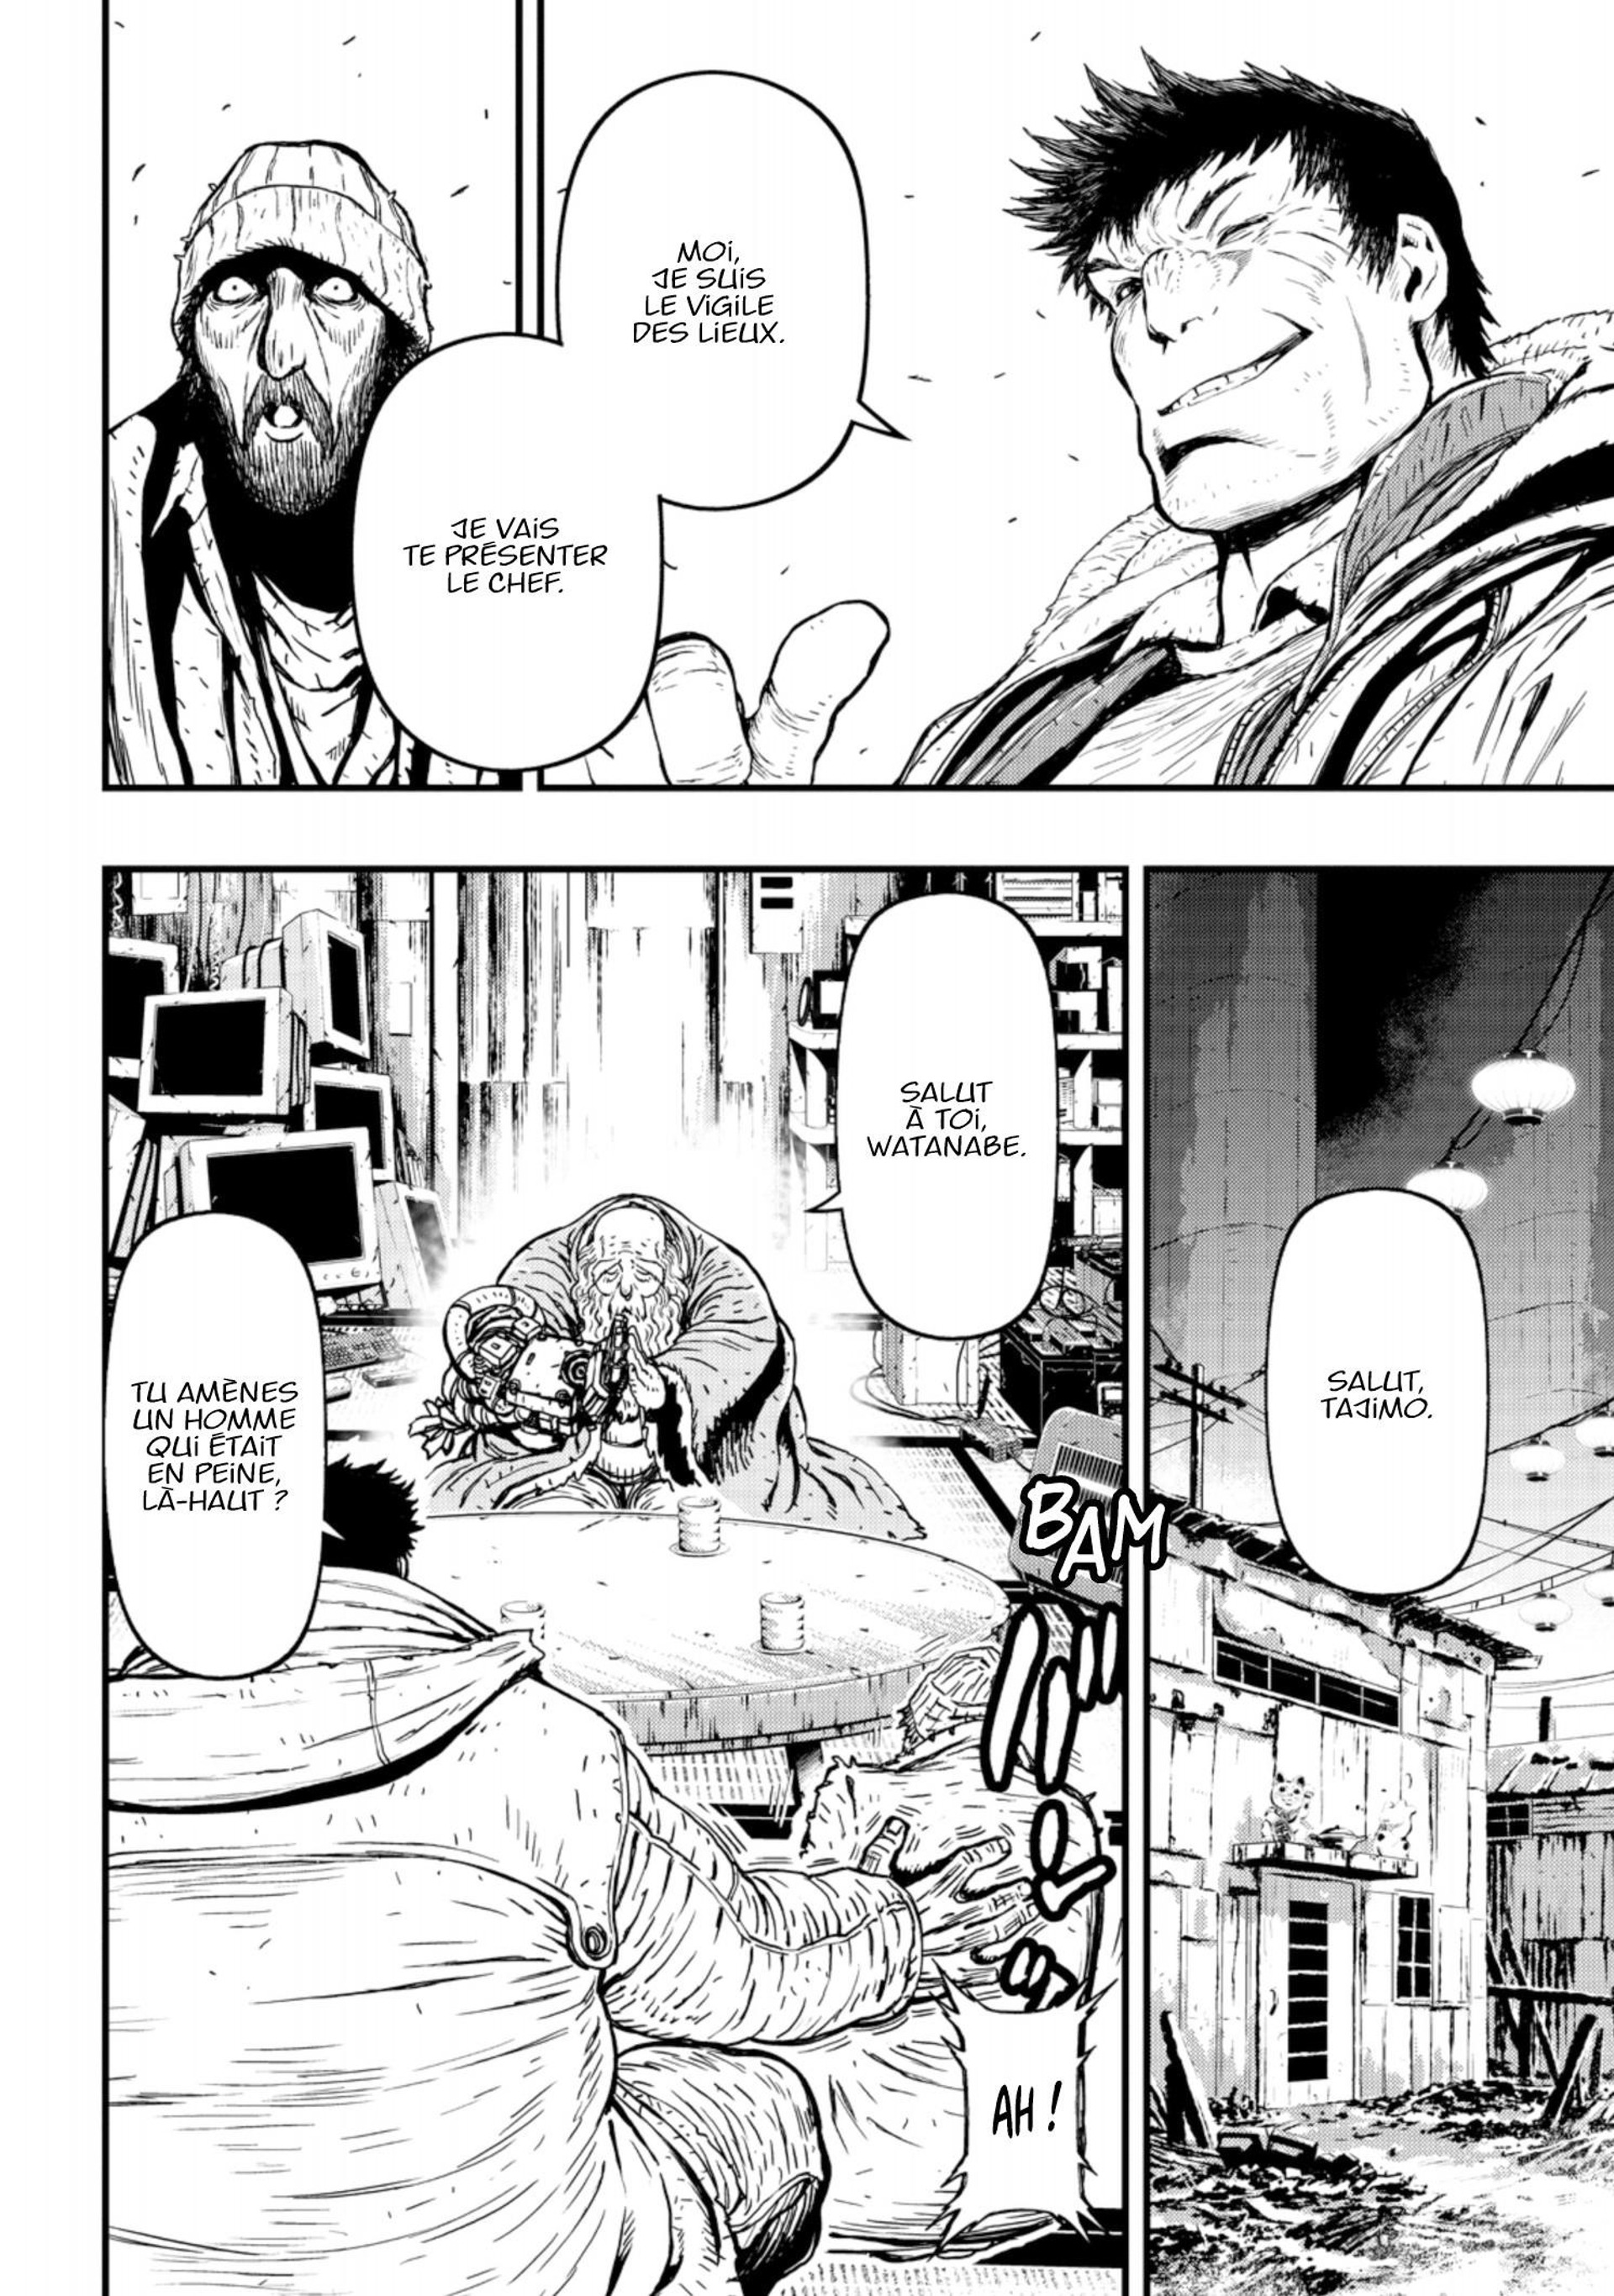 MOI,
JE SUIS
LE VIGILE
DES LIEUX.
JE VAIS
TE PRÉSENTER
LE CHEF.
SALUT,
TAJIMO.
SALUT
À TOI,
WATANABE.
TU AMÈNES
UN HOMME
QUI ÉTAIT
EN PEINE,
LÀ-HAUT ?
BAM
AH !